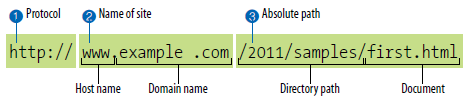 1 Protocol 2 Name of site 3 Absolute path
http:// www.example .com /2011/samples/first.html
Host name Domain name Directory path Document